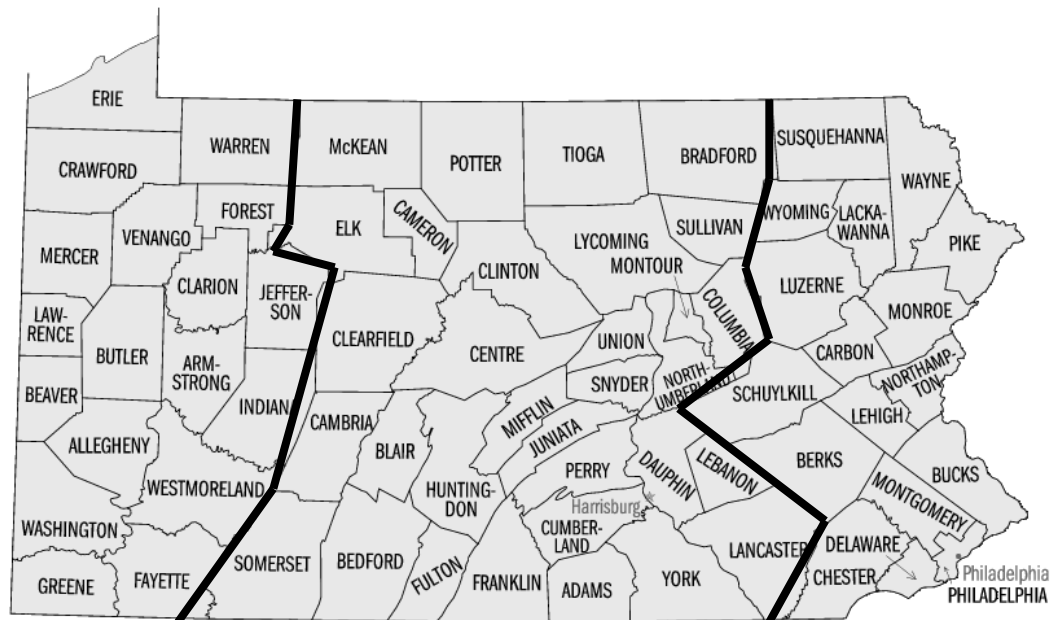 ERIE
CRAWFORD
WARREN
McKEAN
POTTER
TIOGA
BRADFORD
SUSQUEHANNA
WAYNE
WYOMING
LACKA-
WANNA
PIKE
MERCER
VENANGO
FOREST
ELK
CAMERON
CLINTON
LYCOMING
SULLIVAN
MONTOUR
COLUMBIA
LUZERNE
MONROE
LAW-
RENCE
BUTLER
CLARION
JEFFER-
SON
CLEARFIELD
CENTRE
UNION
SNYDER
NORTH-
UMBERLAND
SCHUYLKILL
CARBON
NORTHAMP-
TON
LEHIGH
BEAVER
ARM-
STRONG
INDIAN
CAMBRIA
BLAIR
MIFFLIN
JUNIATA
HUNTING-
DON
PERRY
DAUPHIN
LEBANON
BERKS
BUCKS
MONTGOMERY
ALLEGHENY
WESTMORELAND
Harrisburg
CUMBER-
LAND
WASHINGTON
GREENE
FAYETTE
SOMERSET
BEDFORD
FULTON
FRANKLIN
ADAMS
YORK
LANCASTER
DELAWARE
CHESTER
Philadelphia
PHILADELPHIA